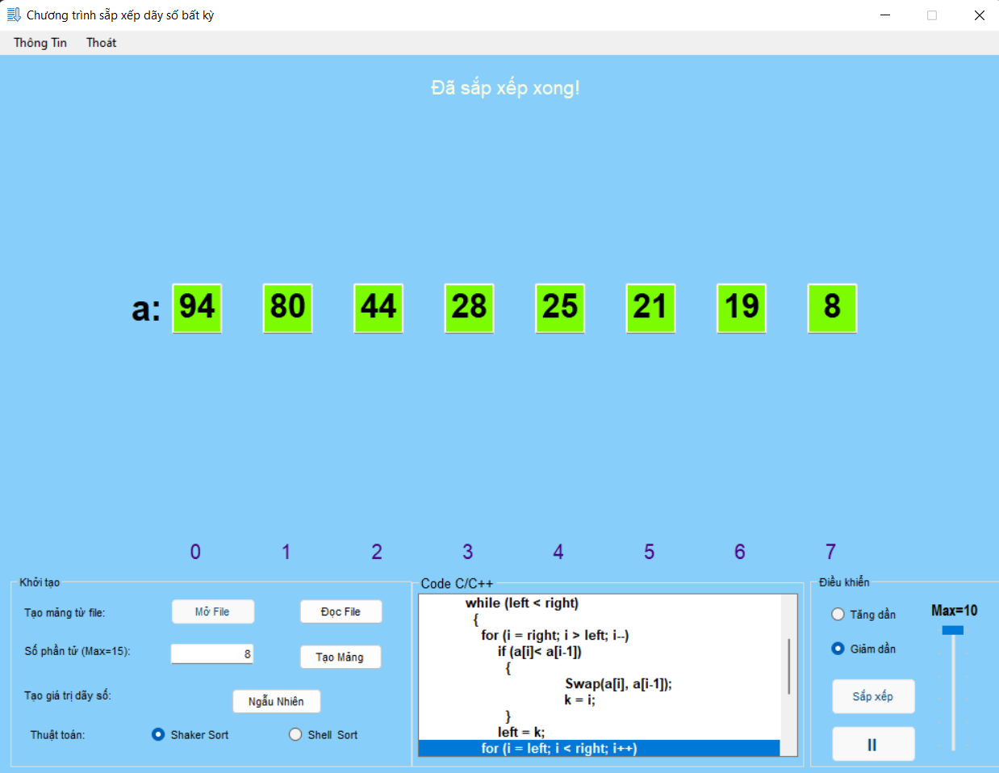 Chương trình sắp xếp dãy số bất kỳ
Thông Tin Thoát
Đã sắp xếp xong!
a: 94 80 44 28 25 21 19 8
0 1 2 3 4 5 6 7
Khởi tạo
Tạo mảng từ file: Mở File Đọc File
Số phần tử (Max=15): 8 Tạo Mảng
Tạo giá trị dãy số: Ngẫu Nhiên
Thuật toán: Shaker Sort Shell Sort
Code C/C++
while (left < right)
{
for (i = right; i > left; i--)
if (a[i]< a[i-1])
{
Swap(a[i], a[i-1]);
k = i;
}
left = k;
for (i = left; i < right; i++)
Điều khiển
Tăng dần Max=10
Giảm dần
Sắp xếp